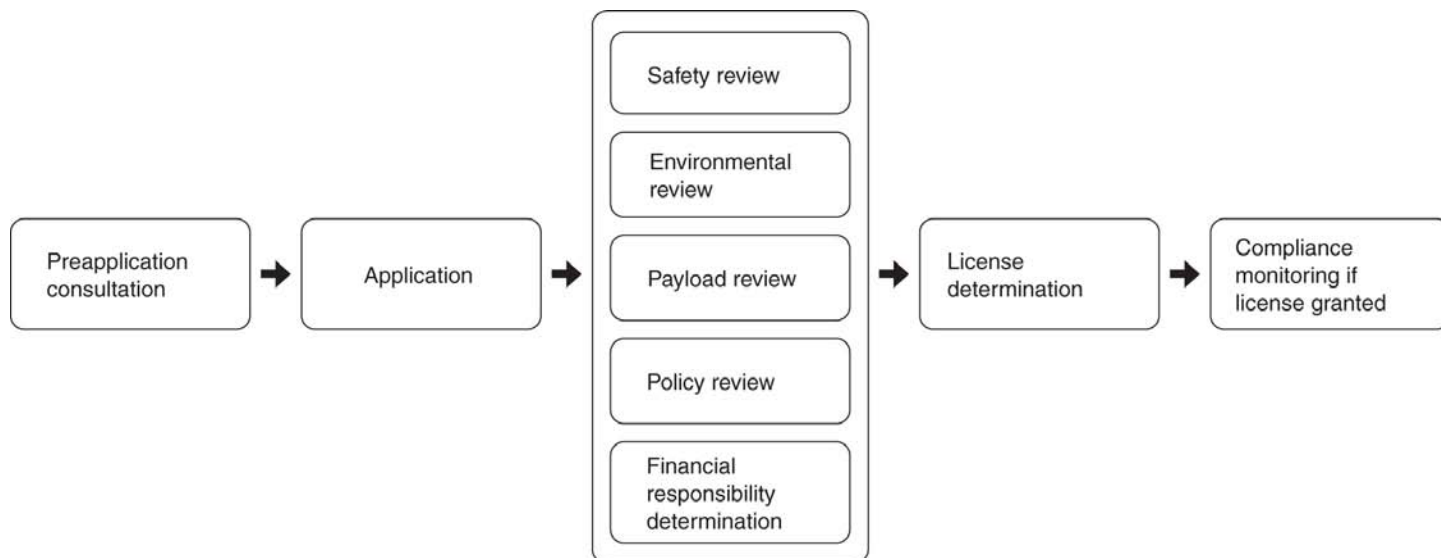 Preapplication
consultation
Application
Safety review
Environmental
review
Payload review
Policy review
Financial
responsibility
determination
License
determination
Compliance
monitoring if
license granted